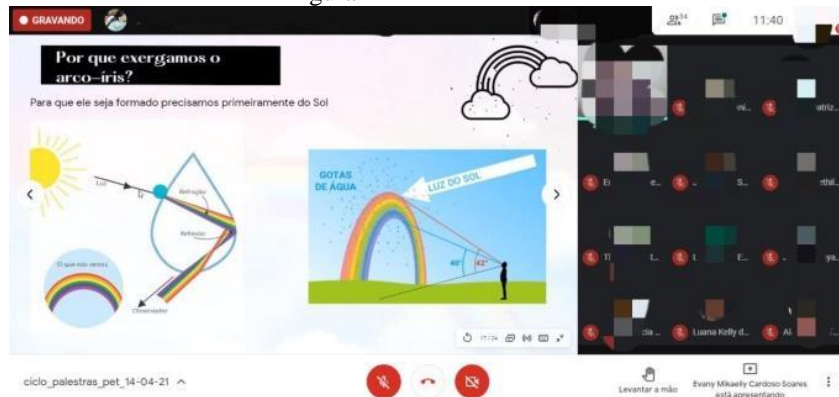 GRAVANDO
34
11:40
Por que exergamos o
arco-íris?
Para que ele seja formado precisamos primeiramente do Sol
Luz
Refração
Reflexão
O que nós vemos
Observador
GOTAS
DE ÁGUA
LUZ DO SOL
40°
42°
Luana Kelly d...
ciclo_palestras_pet_14-04-21
Levantar a mão
Evany Mikaelly Cardoso Soares
está apresentando